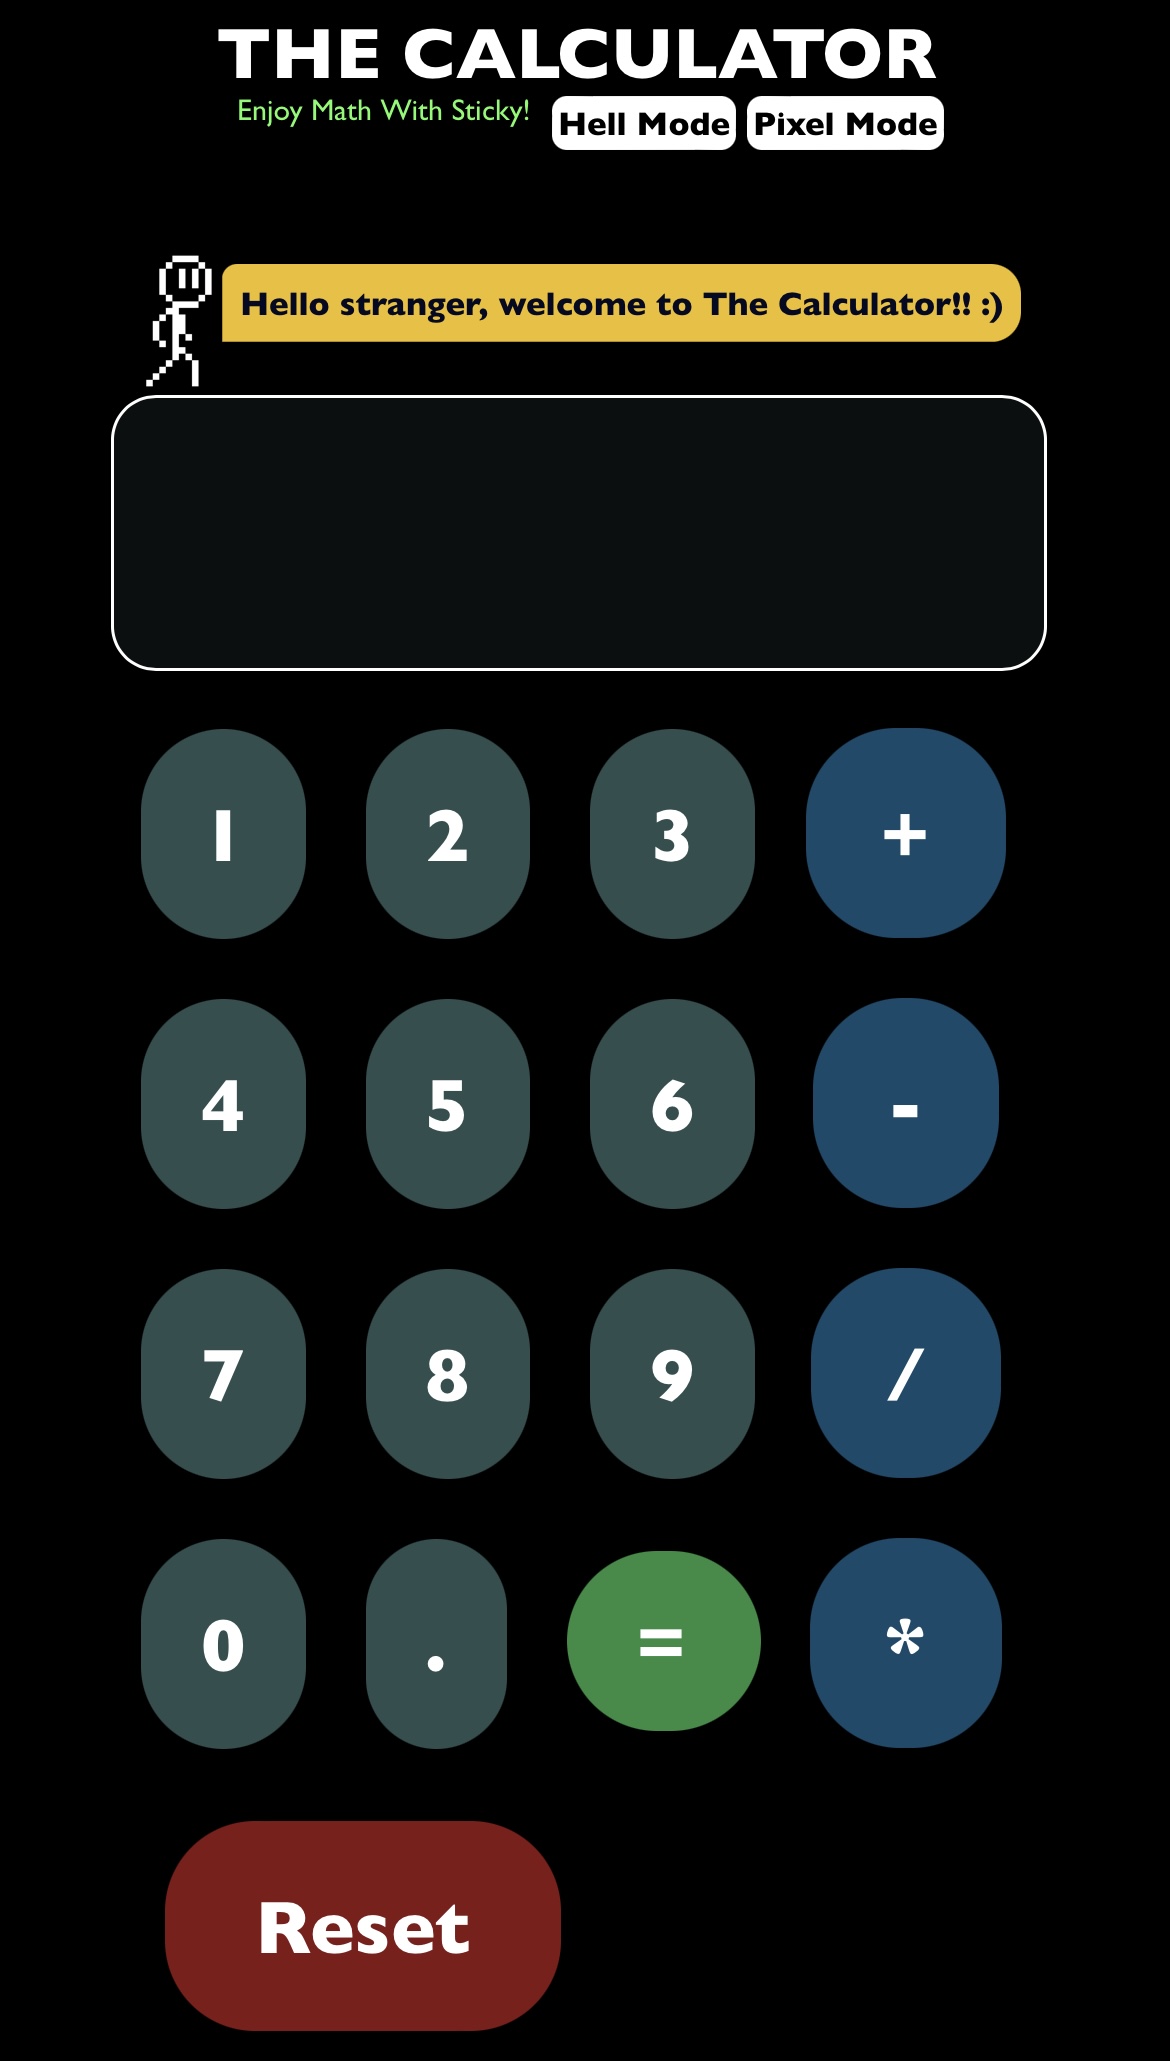 THE CALCULATOR
Enjoy Math With Sticky! Hell Mode Pixel Mode
Hello stranger, welcome to The Calculator!! :)
1 2 3 +
4 5 6 -
7 8 9 /
0 . = *
Reset